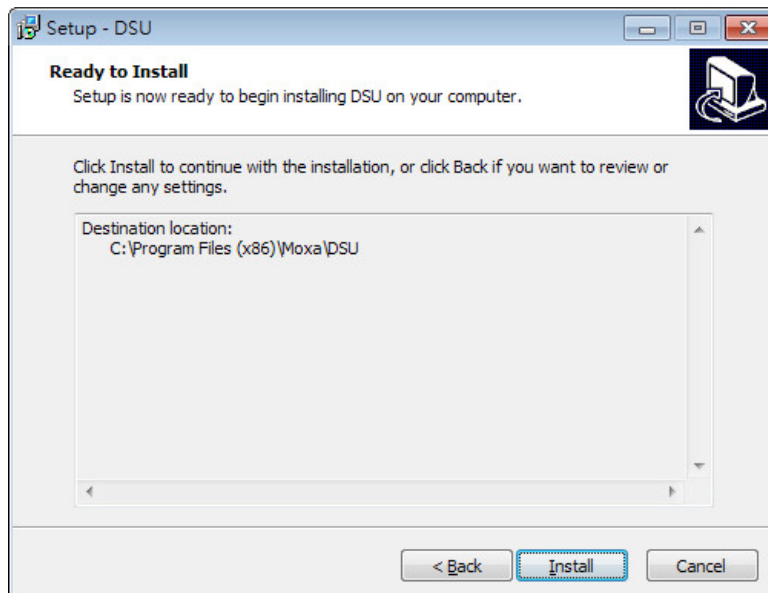 Setup - DSU
Ready to Install
Setup is now ready to begin installing DSU on your computer.
Click Install to continue with the installation, or click Back if you want to review or
change any settings.
Destination location:
C:\Program Files (x86)\Moxa\DSU
< Back
Install
Cancel